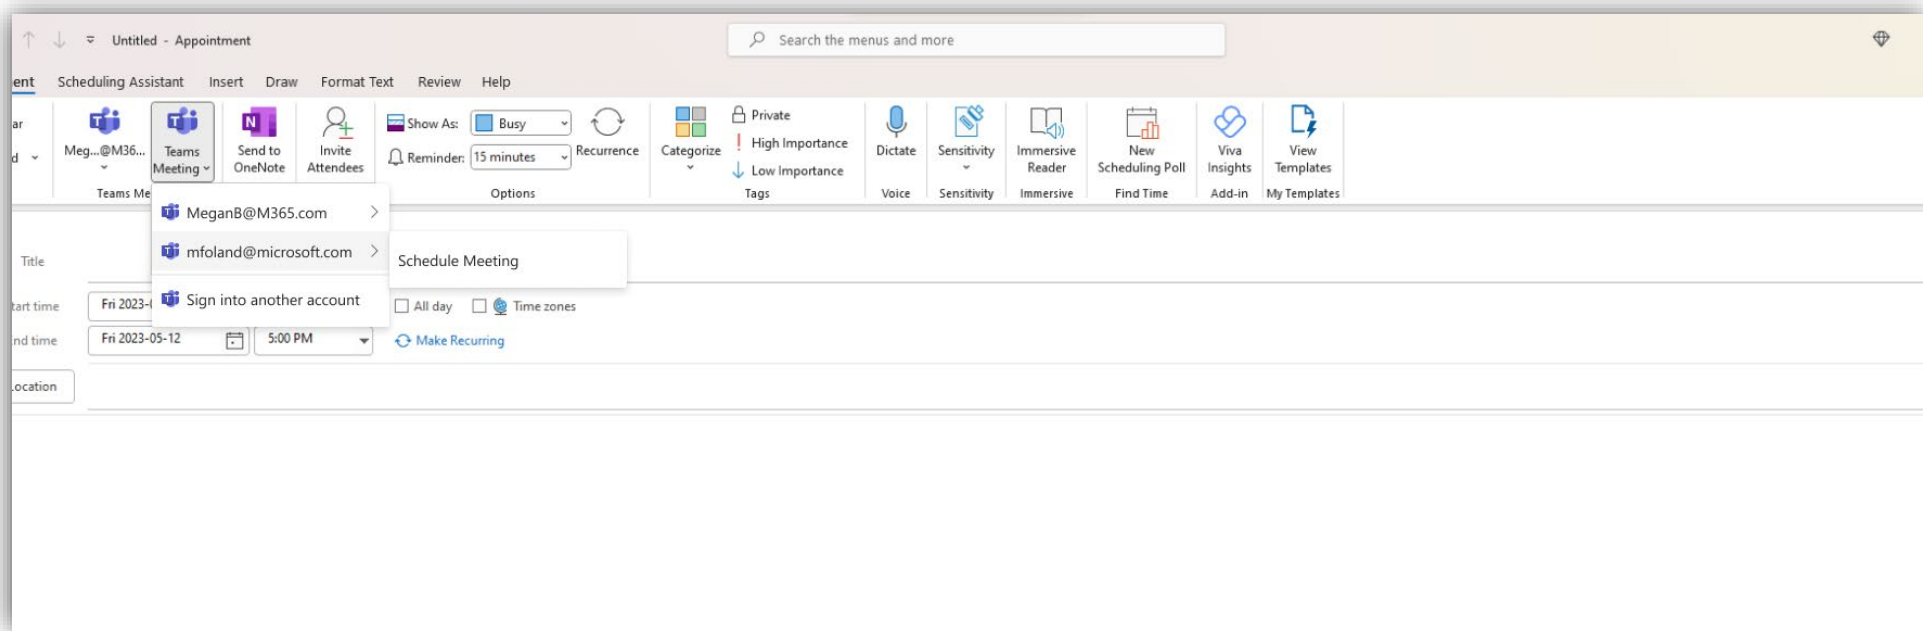 Untitled - Appointment
Search the menus and more
ent Scheduling Assistant Insert Draw Format Text Review Help
ar
d
Meg...@M36...
Teams
Meeting
Send to
OneNote
Invite
Attendees
Show As: Busy
Reminder: 15 minutes
Recurrence
Categorize
Private
High Importance
Low Importance
Dictate
Sensitivity
Immersive
Reader
New
Scheduling Poll
Viva
Insights
View
Templates
Teams Me Options Tags Voice Sensitivity Immersive Find Time Add-in My Templates
MeganB@M365.com
mfoland@microsoft.com
Schedule Meeting
Sign into another account
Title
tart time Fri 2023-0 All day Time zones
nd time Fri 2023-05-12 5:00 PM Make Recurring
ocation